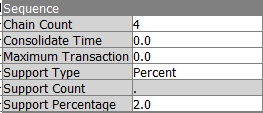 Sequence
Chain Count 4
Consolidate Time 0.0
Maximum Transaction 0.0
Support Type Percent
Support Count .
Support Percentage 2.0